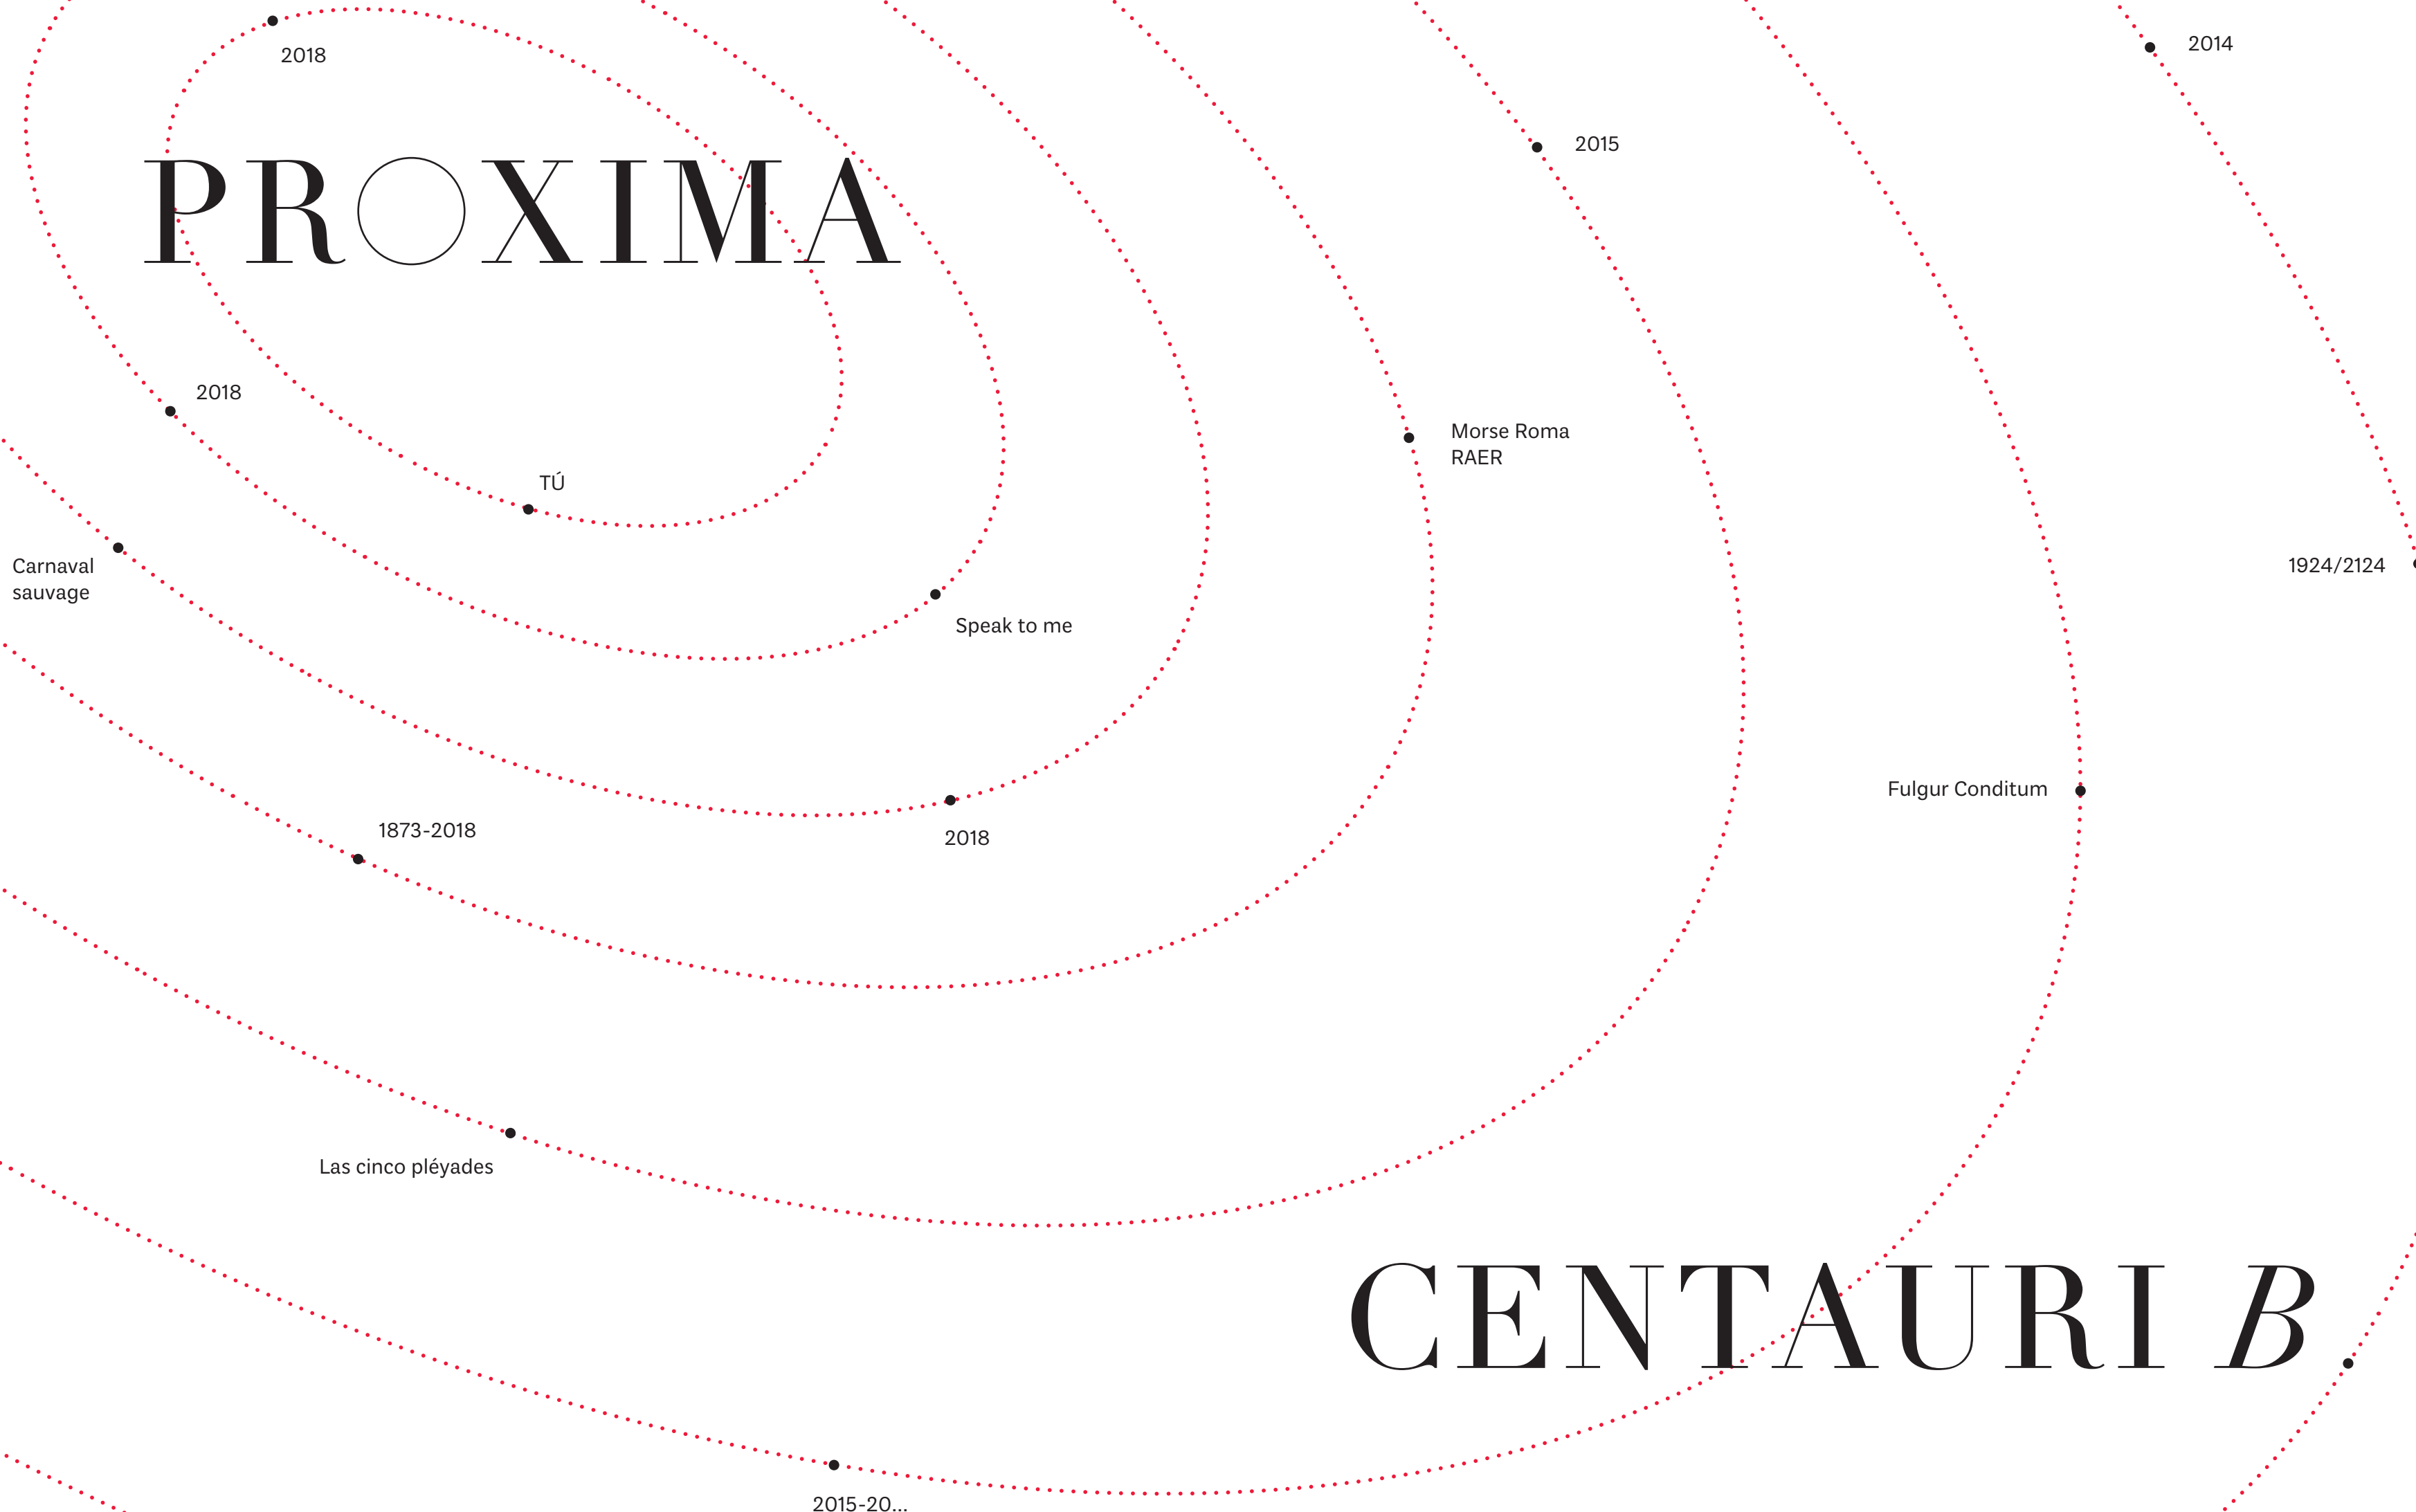 2014
2018
2015
PROXIMA
2018
Morse Roma
RAER
TÚ
Carnaval
sauvage
1924/2124
Speak to me
Fulgur Conditum
1873-2018
2018
Las cinco pléyades
CENTAURI B
2015-20...